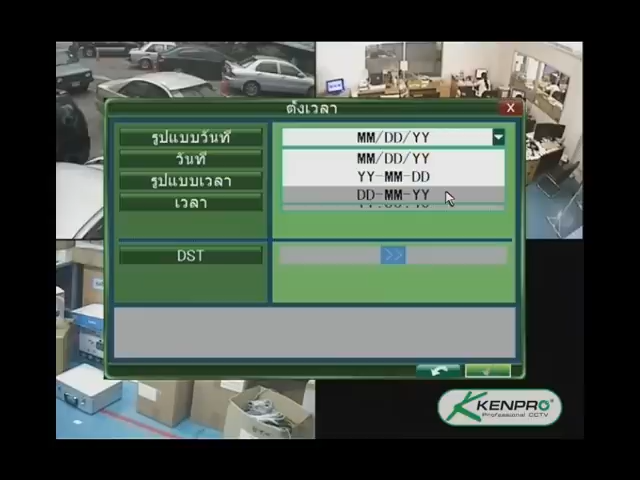 ตั้งเวลา
X
รูปแบบวันที่
MM/DD/YY
วันที่
MM/DD/YY
YY-MM-DD
รูปแบบเวลา
DD-MM-YY
เวลา
DST
>>
KENPRO
Professional CCTV